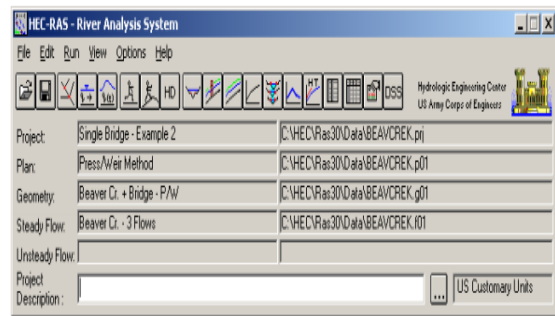 HEC-RAS - River Analysis System
File Edit Run View Options Help
HD HT DSS
Hydrologic Engineering Center
US Army Corps of Engineers
Project: Single Bridge - Example 2 C:\HEC\Ras30\Data\BEAVCREK.prj
Plan: Press/Weir Method C:\HEC\Ras30\Data\BEAVCREK.p01
Geometry: Beaver Cr. + Bridge - P/W C:\HEC\Ras30\Data\BEAVCREK.g01
Steady Flow: Beaver Cr. - 3 Flows C:\HEC\Ras30\Data\BEAVCREK.f01
Unsteady Flow:
Project
Description :
... US Customary Units